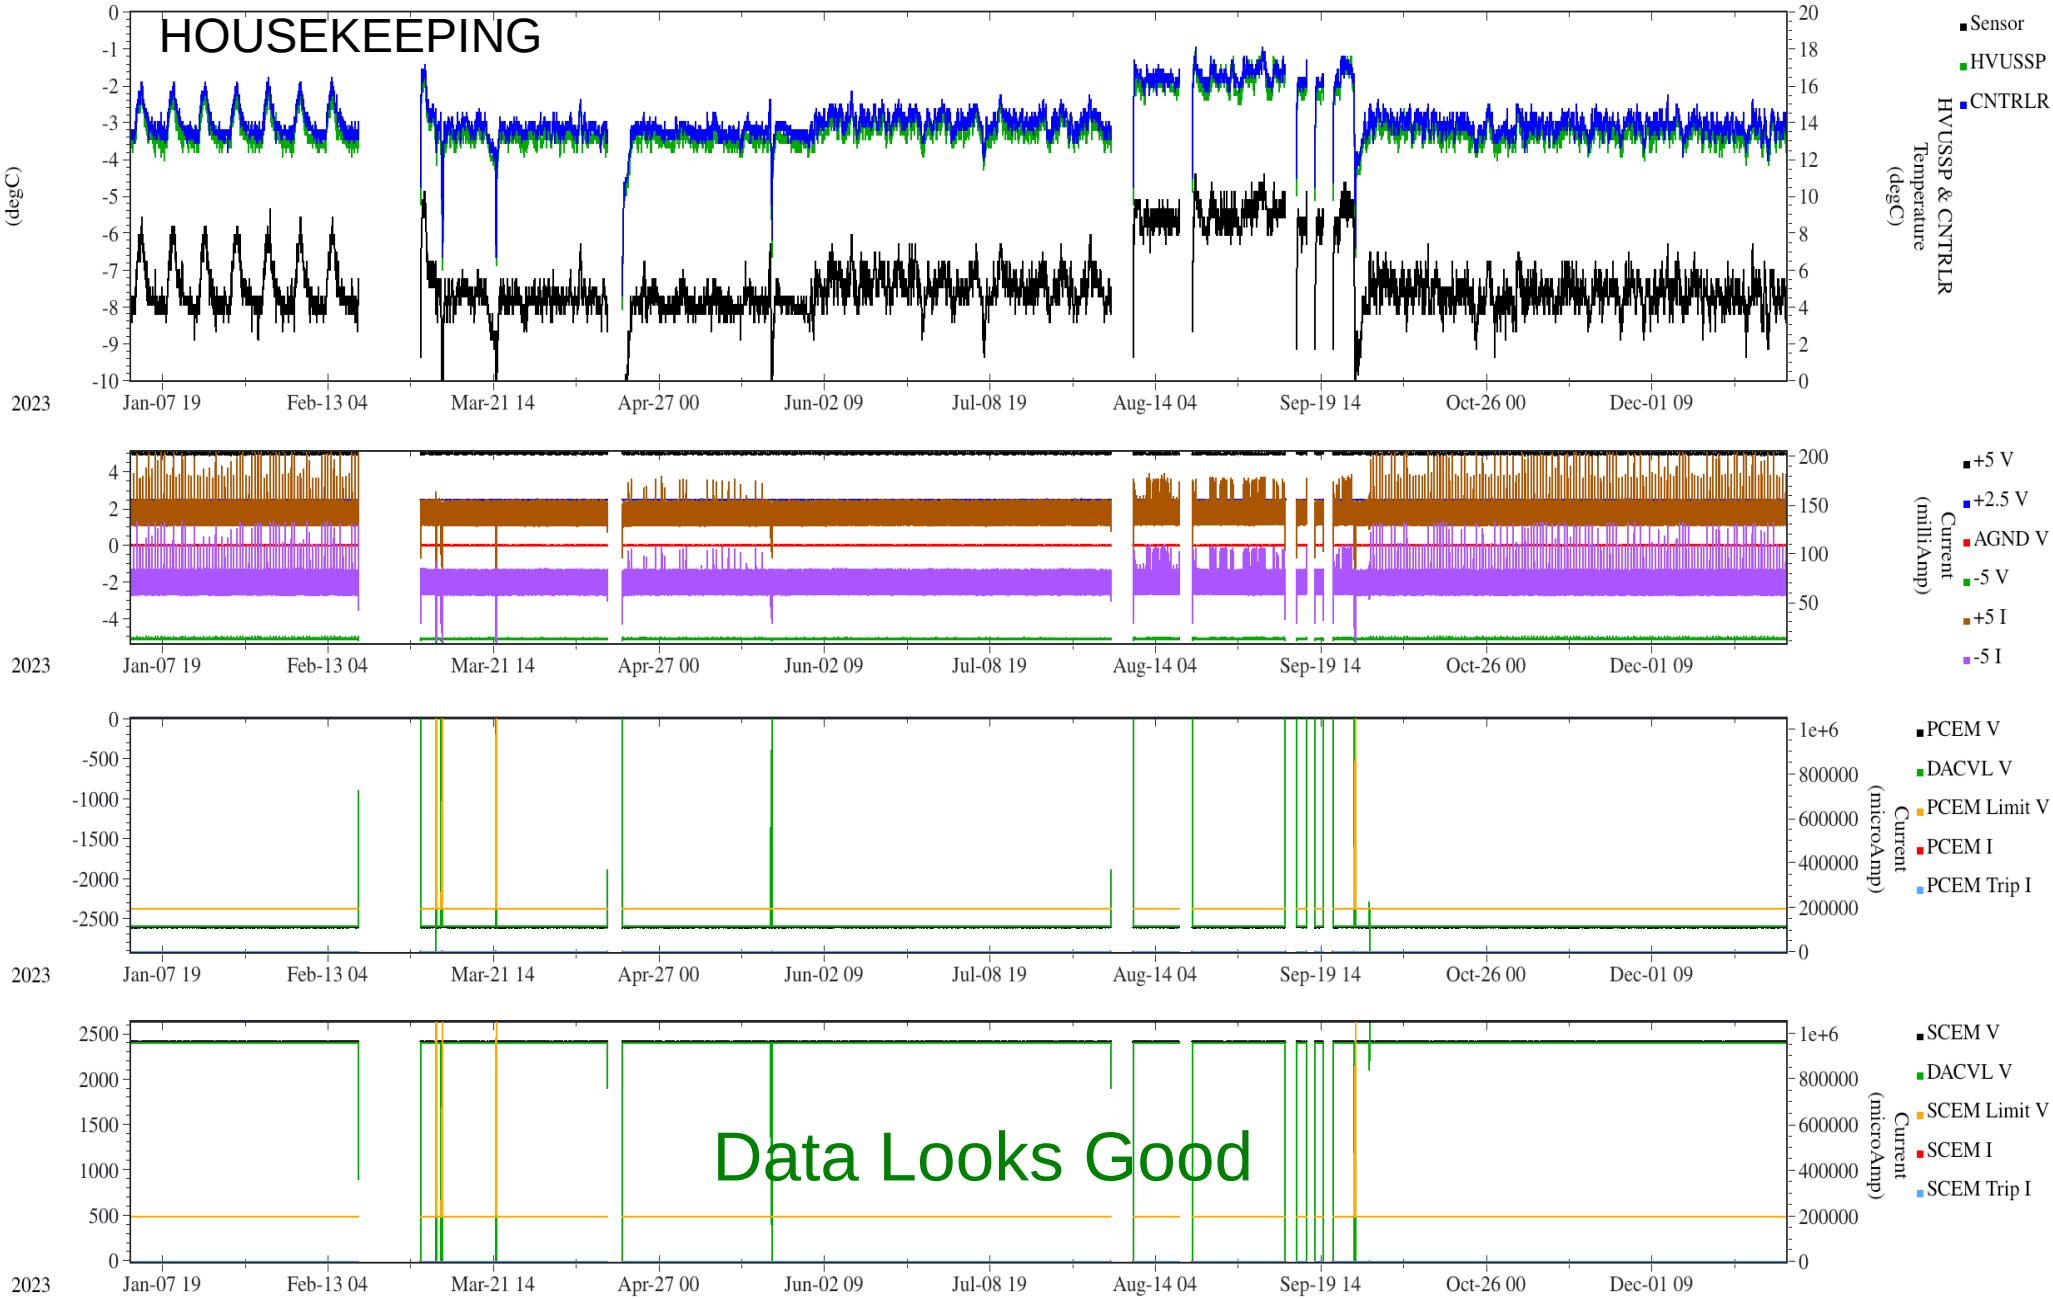 HOUSEKEEPING
0
-1
-2
-3
-4
-5
-6
-7
-8
-9
-10
(degC)
20
18
16
14
12
10
8
6
4
2
0
HVUSSP & CNTRLR
Temperature
(degC)
Sensor
HVUSSP
CNTRLR
2023
Jan-07 19
Feb-13 04
Mar-21 14
Apr-27 00
Jun-02 09
Jul-08 19
Aug-14 04
Sep-19 14
Oct-26 00
Dec-01 09
4
2
0
-2
-4
200
150
100
50
Current
(milliAmp)
+5 V
+2.5 V
AGND V
-5 V
+5 I
-5 I
2023
Jan-07 19
Feb-13 04
Mar-21 14
Apr-27 00
Jun-02 09
Jul-08 19
Aug-14 04
Sep-19 14
Oct-26 00
Dec-01 09
0
-500
-1000
-1500
-2000
-2500
1e+6
800000
600000
400000
200000
0
Current
(microAmp)
PCEM V
DACVL V
PCEM Limit V
PCEM I
PCEM Trip I
2023
Jan-07 19
Feb-13 04
Mar-21 14
Apr-27 00
Jun-02 09
Jul-08 19
Aug-14 04
Sep-19 14
Oct-26 00
Dec-01 09
2500
2000
1500
1000
500
0
Data Looks Good
1e+6
800000
600000
400000
200000
0
Current
(microAmp)
SCEM V
DACVL V
SCEM Limit V
SCEM I
SCEM Trip I
2023
Jan-07 19
Feb-13 04
Mar-21 14
Apr-27 00
Jun-02 09
Jul-08 19
Aug-14 04
Sep-19 14
Oct-26 00
Dec-01 09